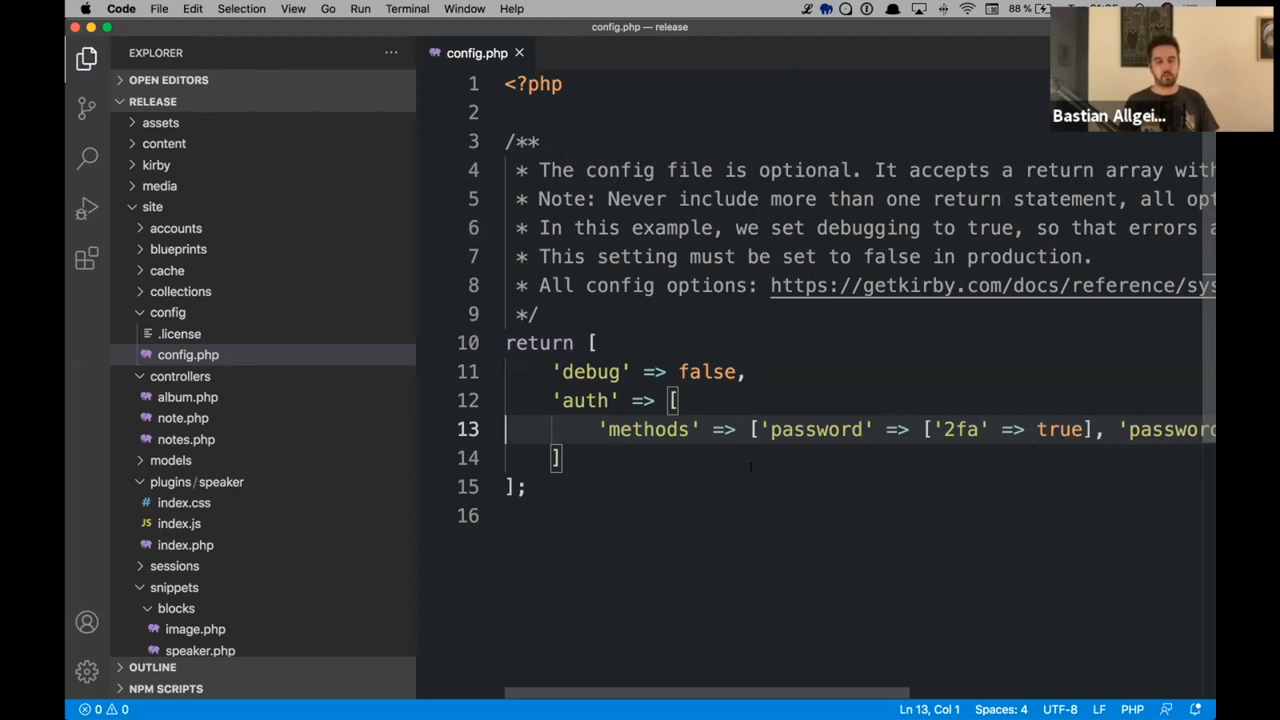 Code File Edit Selection View Go Run Terminal Window Help
88 %
config.php — release
EXPLORER
config.php
OPEN EDITORS
RELEASE
assets
content
kirby
media
site
accounts
blueprints
cache
collections
config
.license
config.php
controllers
album.php
note.php
notes.php
models
plugins / speaker
index.css
JS index.js
index.php
sessions
snippets
blocks
image.php
speaker.php
OUTLINE
NPM SCRIPTS
1 <?php
2
3 /**
4 * The config file is optional. It accepts a return array with
5 * Note: Never include more than one return statement, all opt
6 * In this example, we set debugging to true, so that errors a
7 * This setting must be set to false in production.
8 * All config options: https://getkirby.com/docs/reference/sys
9 */
10 return [
11 'debug' => false,
12 'auth' => [
13 'methods' => ['password' => ['2fa' => true], 'password
14 ]
15 ];
16
Bastian Allgei...
0 0
Ln 13, Col 1 Spaces: 4 UTF-8 LF PHP